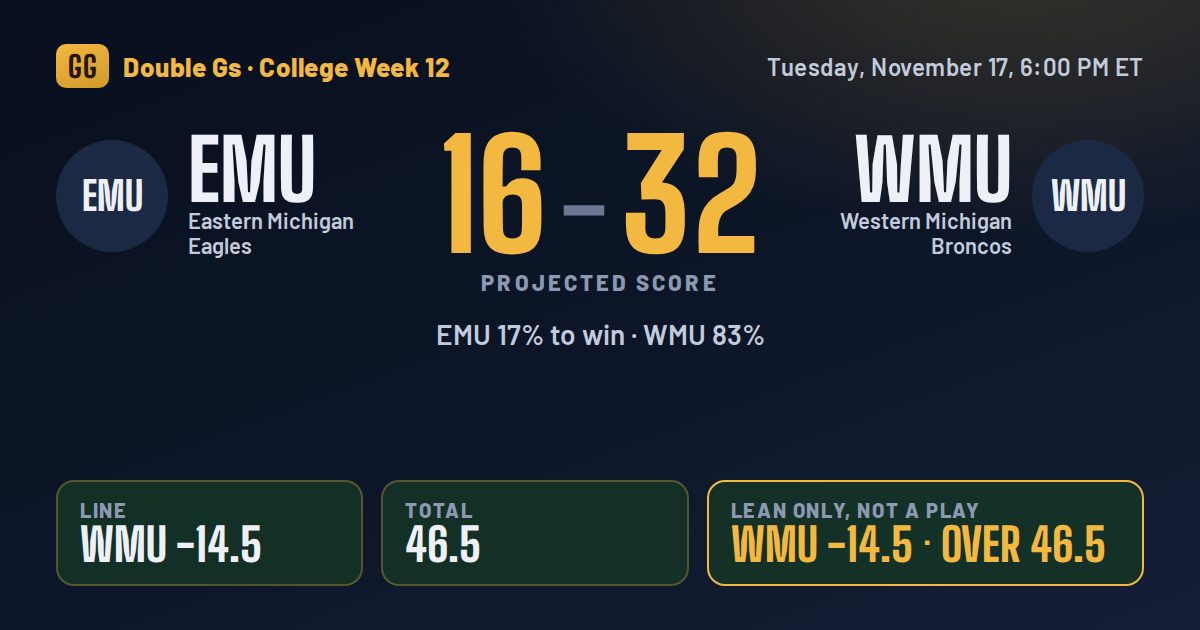 GG
Double Gs · College Week 12
Tuesday, November 17, 6:00 PM ET
EMU
EMU
Eastern Michigan
Eagles
16 – 32
PROJECTED SCORE
EMU 17% to win · WMU 83%
WMU
Western Michigan
Broncos
WMU
LINE
WMU −14.5
TOTAL
46.5
LEAN ONLY, NOT A PLAY
WMU −14.5 · OVER 46.5